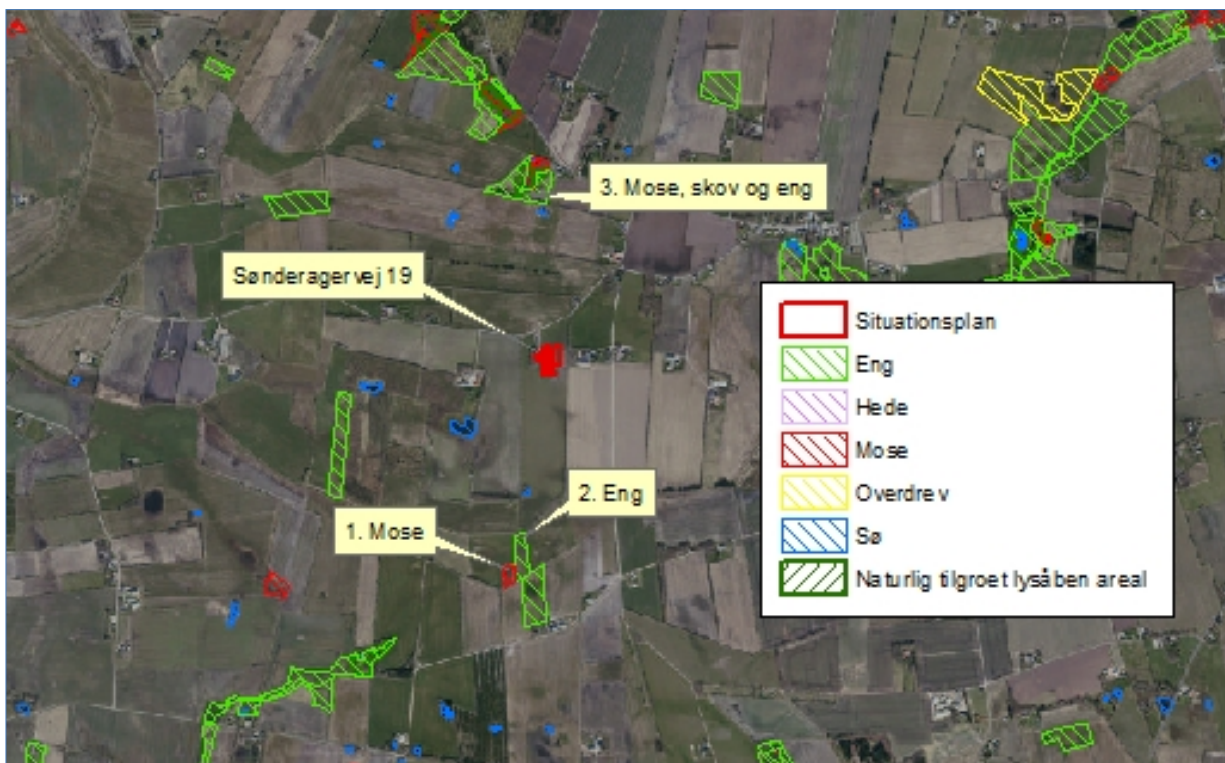 3. Mose, skov og eng
Sønderagervej 19
2. Eng
1. Mose
Situationsplan
Eng
Hede
Mose
Overdrev
Sø
Naturlig tilgroet lysåben areal